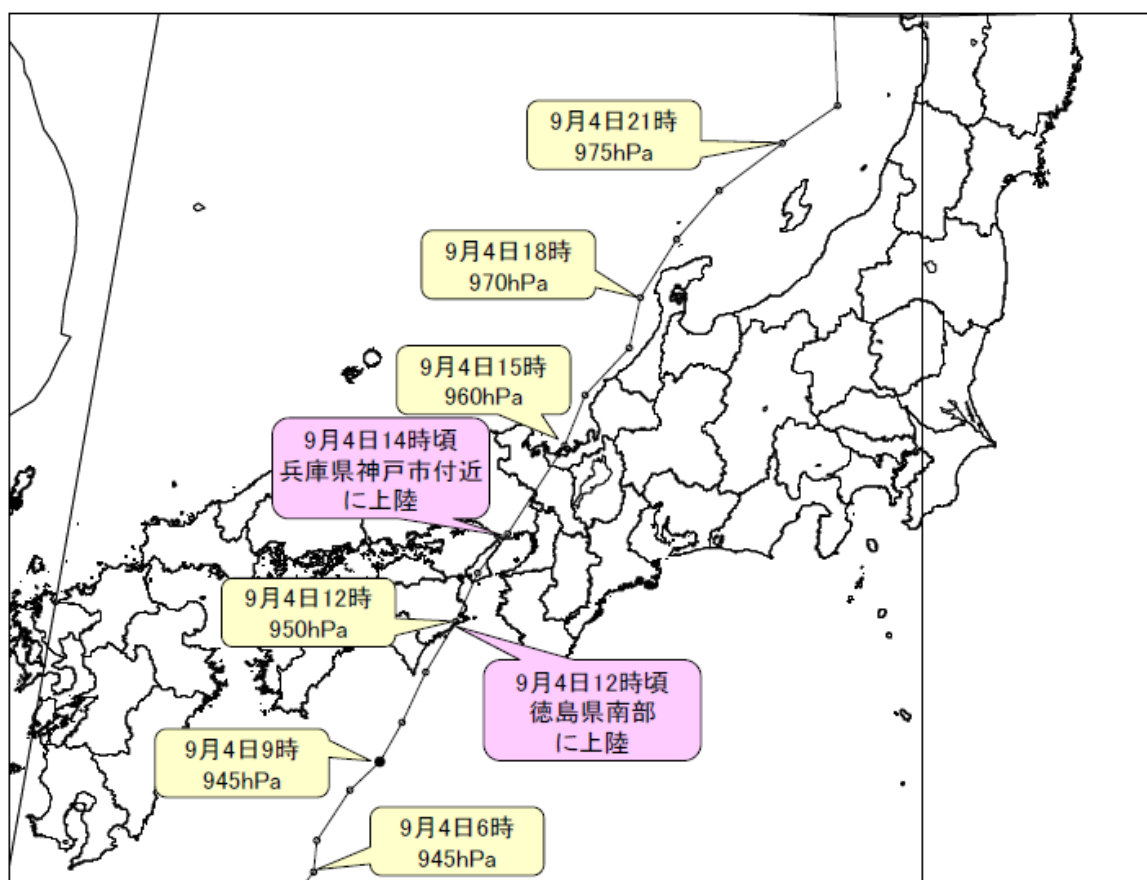 9月4日21時
975hPa
9月4日18時
970hPa
9月4日15時
960hPa
9月4日14時頃
兵庫県神戸市付近
に上陸
9月4日12時
950hPa
9月4日12時頃
徳島県南部
に上陸
9月4日9時
945hPa
9月4日6時
945hPa